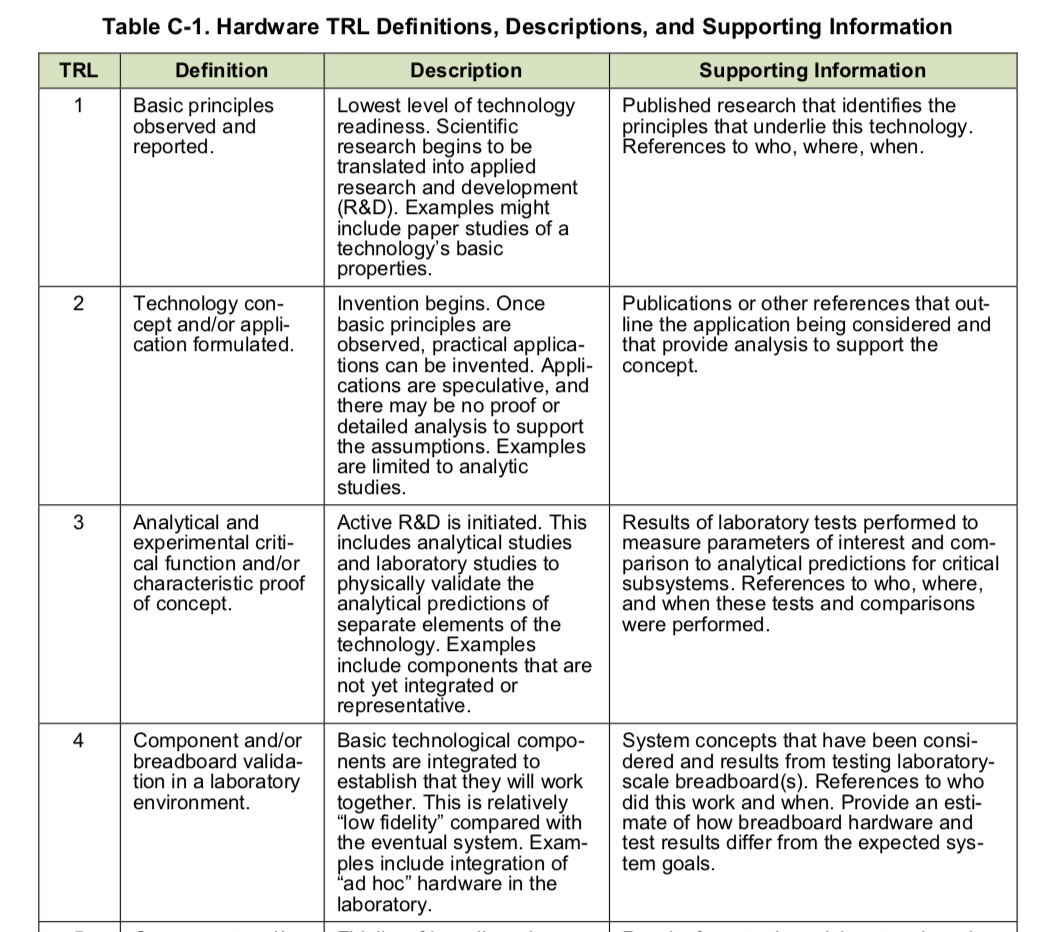 Table C-1. Hardware TRL Definitions, Descriptions, and Supporting Information
TRL Definition Description Supporting Information
1
Basic principles
observed and
reported.
Lowest level of technology
readiness. Scientific
research begins to be
translated into applied
research and development
(R&D). Examples might
include paper studies of a
technology’s basic
properties.
Published research that identifies the
principles that underlie this technology.
References to who, where, when.
2
Technology con-
cept and/or appli-
cation formulated.
Invention begins. Once
basic principles are
observed, practical applica-
tions can be invented. Appli-
cations are speculative, and
there may be no proof or
detailed analysis to support
the assumptions. Examples
are limited to analytic
studies.
Publications or other references that out-
line the application being considered and
that provide analysis to support the
concept.
3
Analytical and
experimental criti-
cal function and/or
characteristic proof
of concept.
Active R&D is initiated. This
includes analytical studies
and laboratory studies to
physically validate the
analytical predictions of
separate elements of the
technology. Examples
include components that are
not yet integrated or
representative.
Results of laboratory tests performed to
measure parameters of interest and com-
parison to analytical predictions for critical
subsystems. References to who, where,
and when these tests and comparisons
were performed.
4
Component and/or
breadboard valida-
tion in a laboratory
environment.
Basic technological compo-
nents are integrated to
establish that they will work
together. This is relatively
“low fidelity” compared with
the eventual system. Exam-
ples include integration of
“ad hoc” hardware in the
laboratory.
System concepts that have been consi-
dered and results from testing laboratory-
scale breadboard(s). References to who
did this work and when. Provide an esti-
mate of how breadboard hardware and
test results differ from the expected sys-
tem goals.